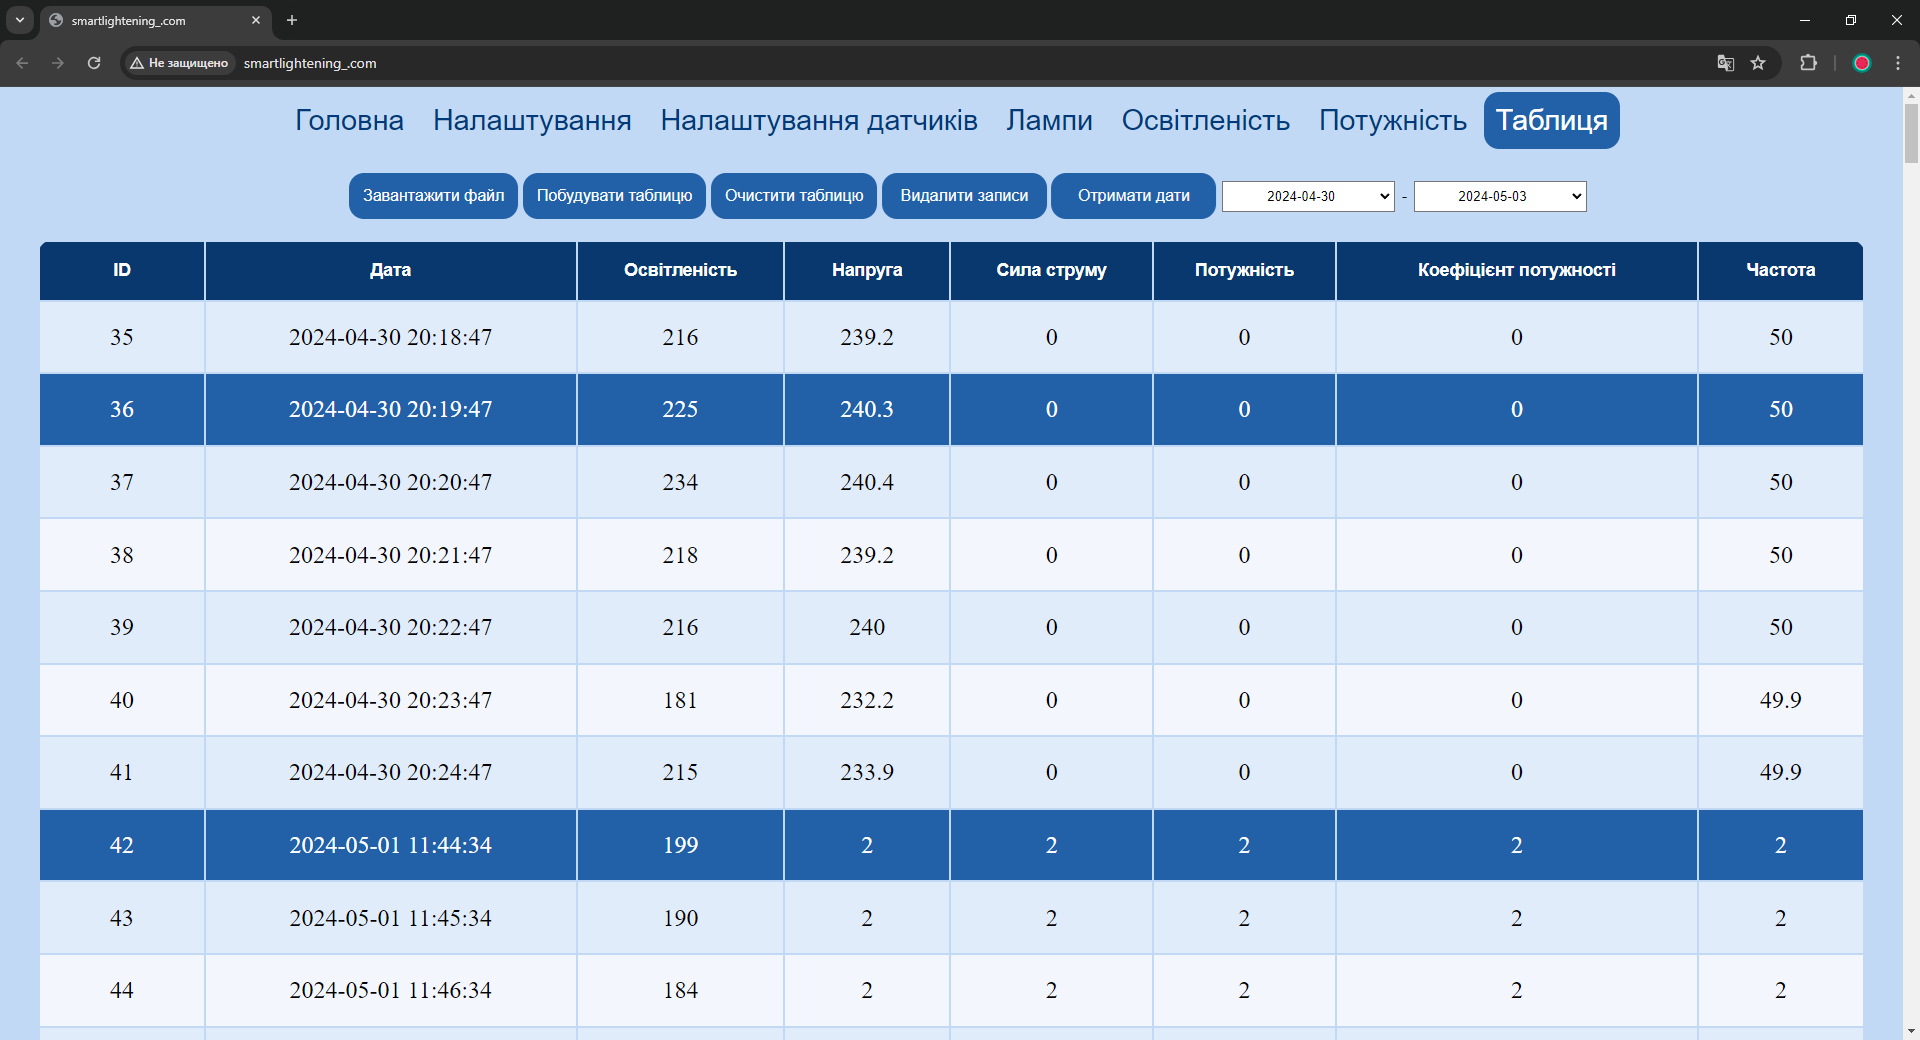 smartlightening_.com
Не защищено smartlightening_.com
Головна Налаштування Налаштування датчиків Лампи Освітленість Потужність Таблиця
Завантажити файл Побудувати таблицю Очистити таблицю Видалити записи Отримати дати 2024-04-30 - 2024-05-03
ID Дата Освітленість Напруга Сила струму Потужність Коефіцієнт потужності Частота
35 2024-04-30 20:18:47 216 239.2 0 0 0 50
36 2024-04-30 20:19:47 225 240.3 0 0 0 50
37 2024-04-30 20:20:47 234 240.4 0 0 0 50
38 2024-04-30 20:21:47 218 239.2 0 0 0 50
39 2024-04-30 20:22:47 216 240 0 0 0 50
40 2024-04-30 20:23:47 181 232.2 0 0 0 49.9
41 2024-04-30 20:24:47 215 233.9 0 0 0 49.9
42 2024-05-01 11:44:34 199 2 2 2 2 2
43 2024-05-01 11:45:34 190 2 2 2 2 2
44 2024-05-01 11:46:34 184 2 2 2 2 2